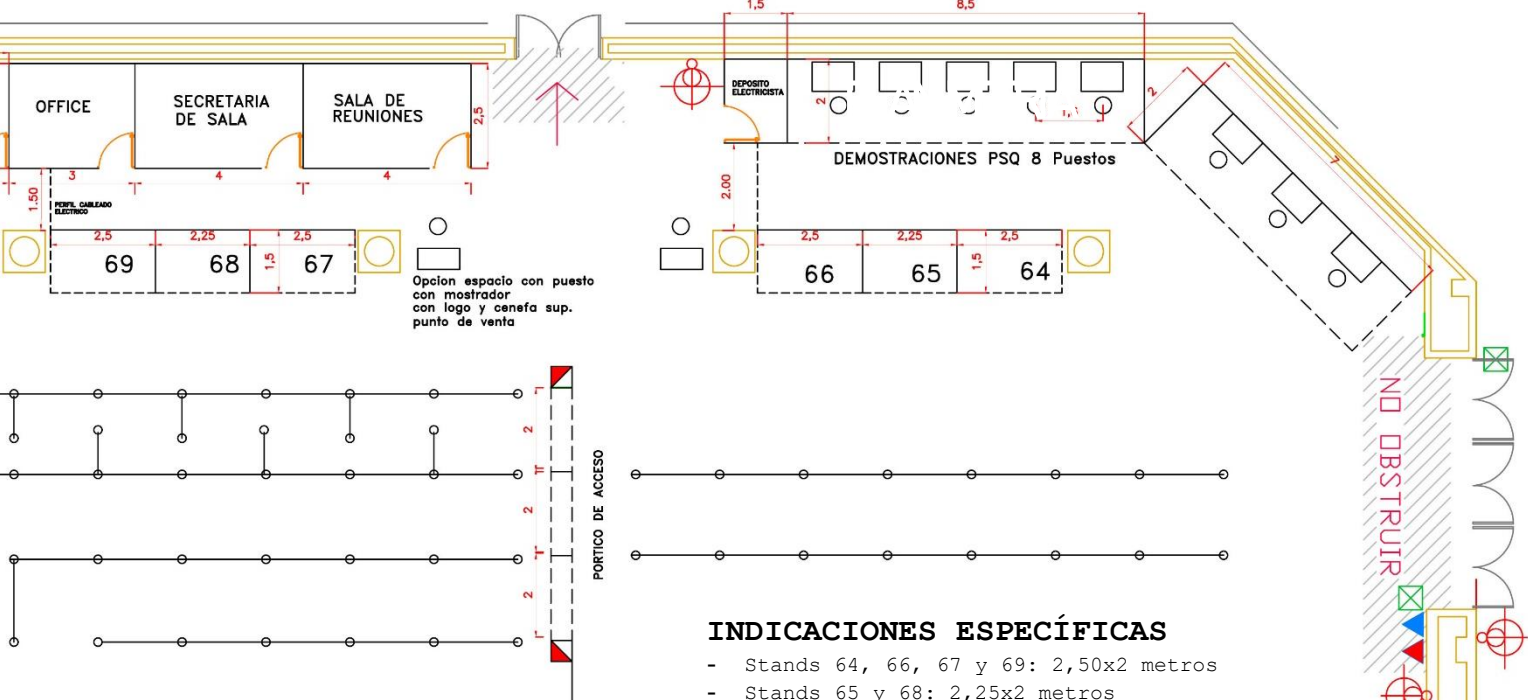 1,5
8,5
OFFICE
SECRETARIA
DE SALA
SALA DE
REUNIONES
2,5
DEPOSITO
ELECTRICISTA
2
2
7
DEMOSTRACIONES PSQ 8 Puestos
3
4
4
1.50
PERFIL CABLEADO
ELECTRICO
2.00
2,5
2,25
2,5
69
68
1,5
67
2,5
2,25
2,5
66
65
1,5
64
Opcion espacio con puesto
con mostrador
con logo y cenefa sup.
punto de venta
2
2
2
PORTICO DE ACCESO
NO OBSTRUIR
INDICACIONES ESPECÍFICAS
- Stands 64, 66, 67 y 69: 2,50x2 metros
- Stands 65 y 68: 2,25x2 metros